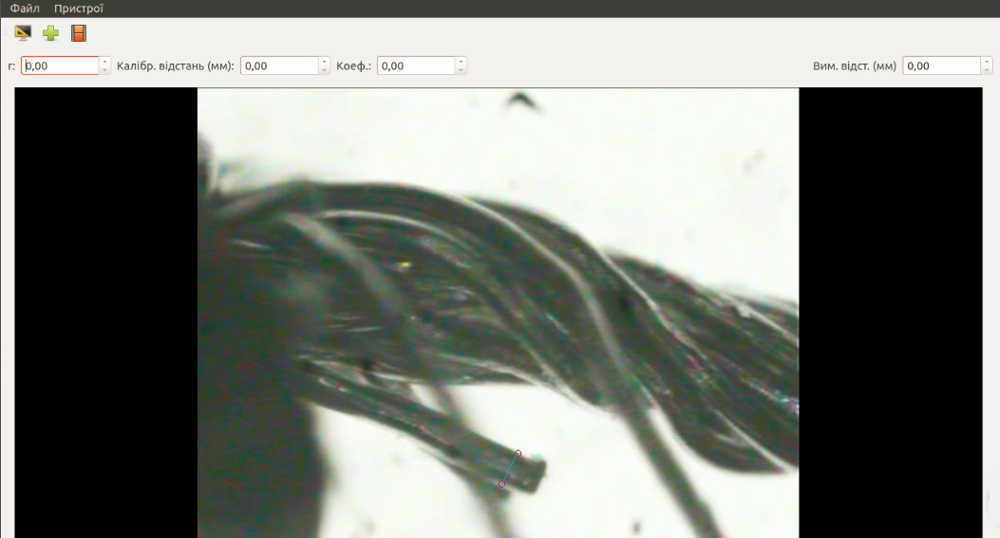 Файл Пристрої
г: 0,00 Калібр. відстань (мм): 0,00 Коеф.: 0,00 Вим. відст. (мм) 0,00